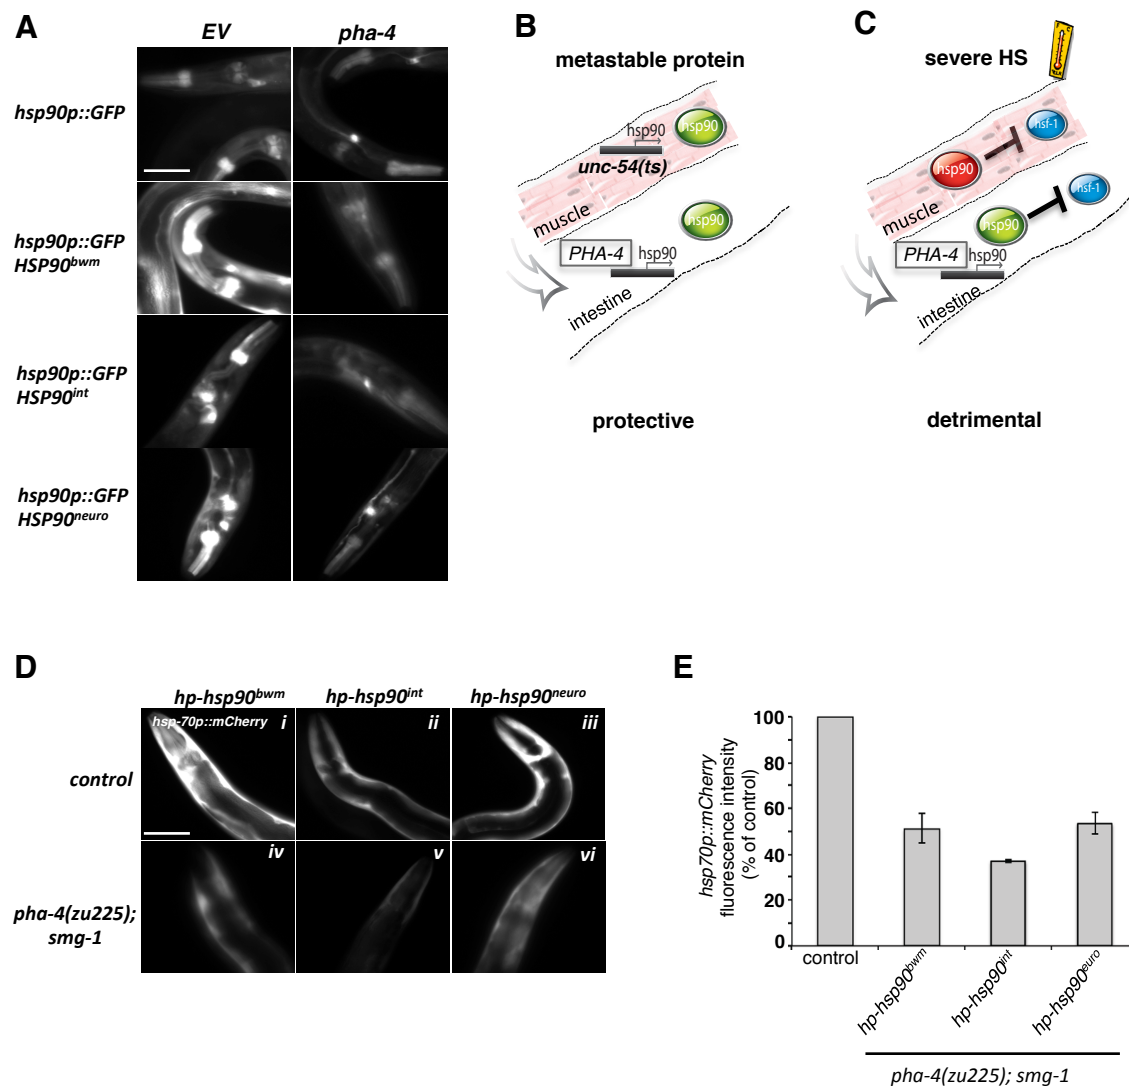 A
EV
pha-4
hsp90p::GFP
hsp90p::GFP
HSP90bwm
hsp90p::GFP
HSP90int
hsp90p::GFP
HSP90neuro
B
metastable protein
hsp90
hsp90
unc-54(ts)
muscle
hsp90
PHA-4
hsp90
intestine
protective
C
severe HS
hsf-1
hsp90
muscle
hsf-1
hsp90
PHA-4
hsp90
intestine
detrimental
D
hp-hsp90bwm
hp-hsp90int
hp-hsp90neuro
hsp-70p::mCherry
i
ii
iii
control
iv
v
vi
pha-4(zu225);
smg-1
E
hsp70p::mCherry
fluorescence intensity
(% of control)
100
80
60
40
20
0
control
hp-hsp90bwm
hp-hsp90int
hp-hsp90euro
pha-4(zu225); smg-1